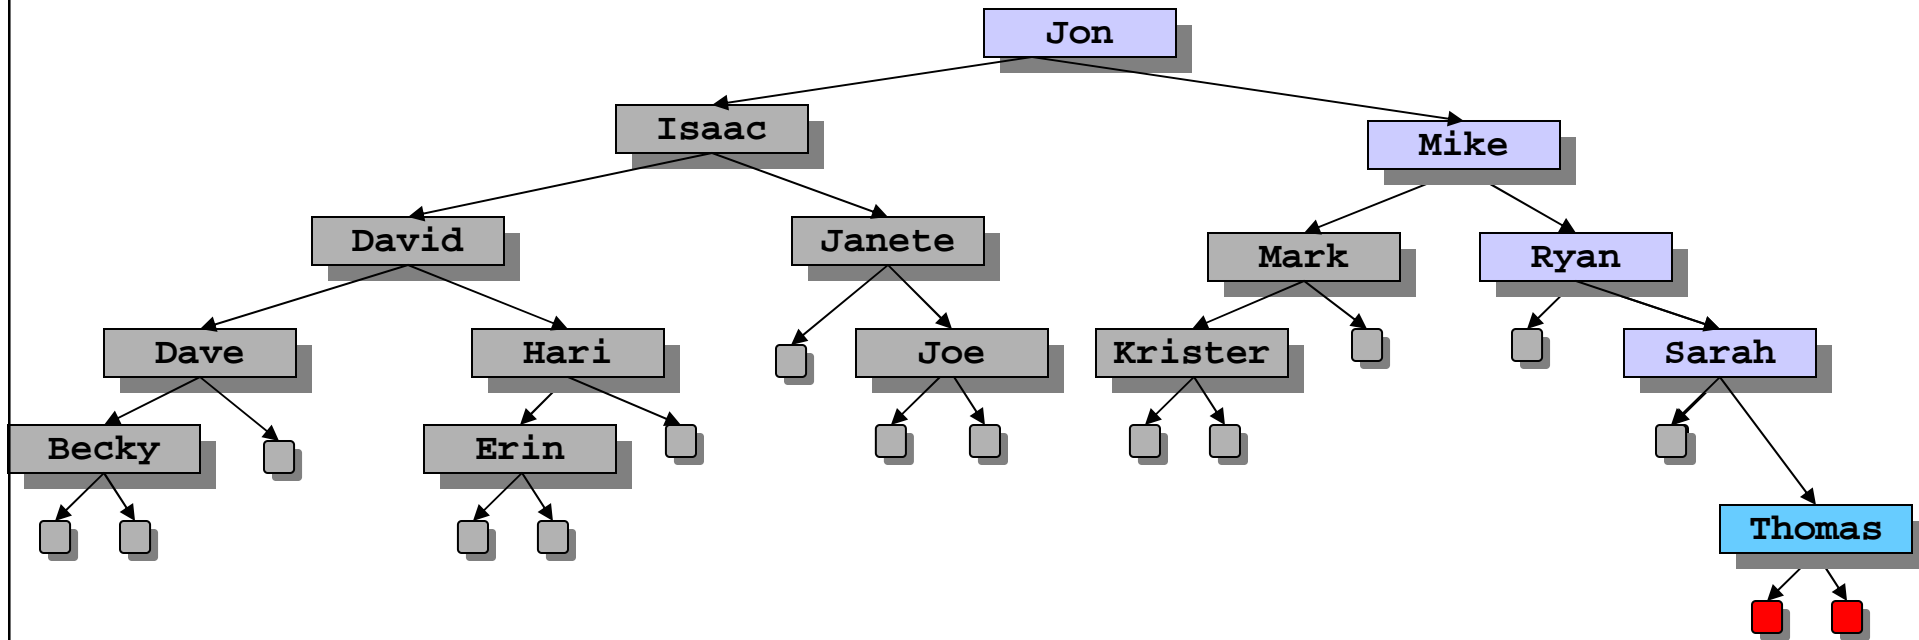 Jon
Isaac
Mike
David
Janete
Mark
Ryan
Dave
Hari
Joe
Krister
Sarah
Becky
Erin
Thomas